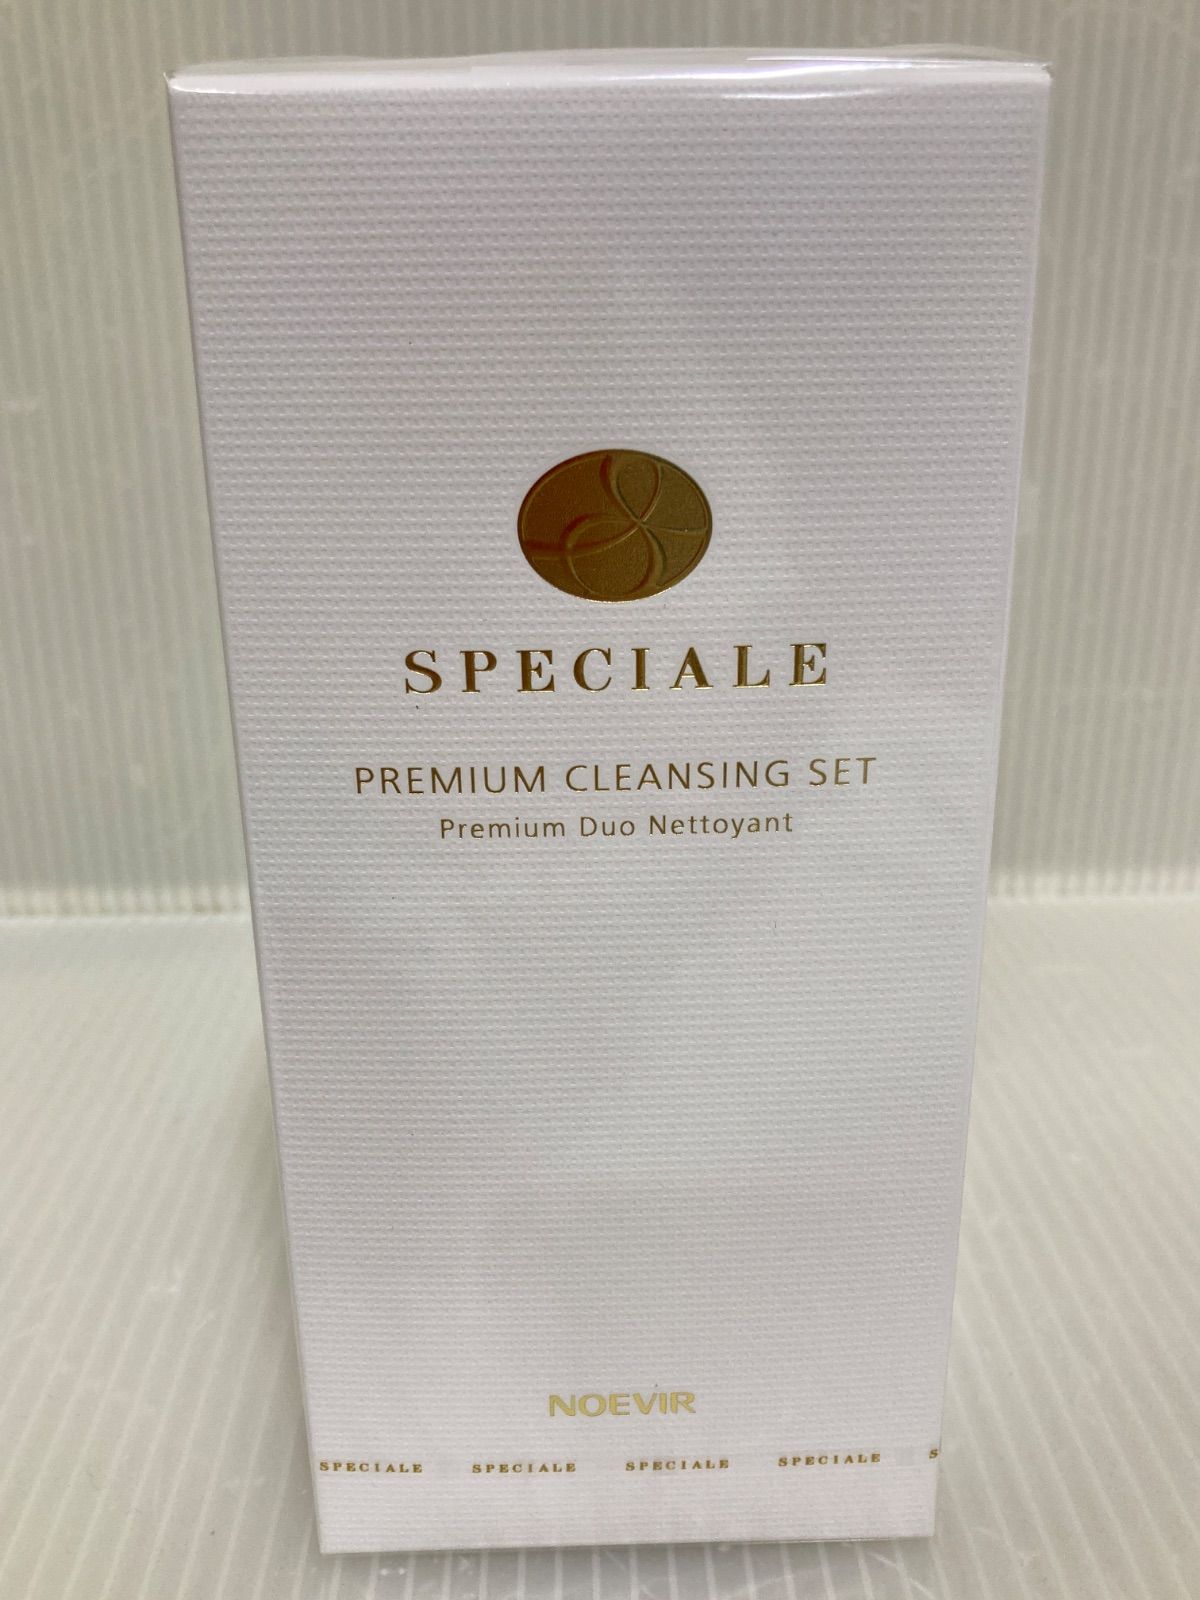 SPECIALE
PREMIUM CLEANSING SET
Premium Duo Nettoyant
NOEVIR
SPECIALE SPECIALE SPECIALE SPECIALE S